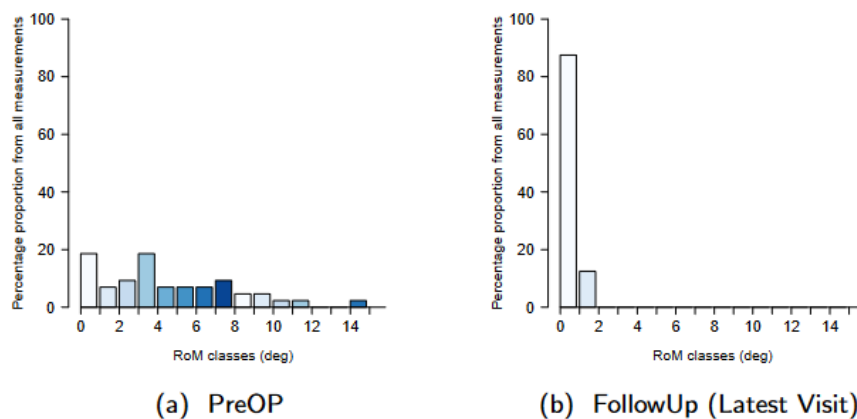 Percentage proportion from all measurements
100
80
60
40
20
0
0 2 4 6 8 10 12 14
RoM classes (deg)
(a) PreOP
Percentage proportion from all measurements
100
80
60
40
20
0
0 2 4 6 8 10 12 14
RoM classes (deg)
(b) FollowUp (Latest Visit)